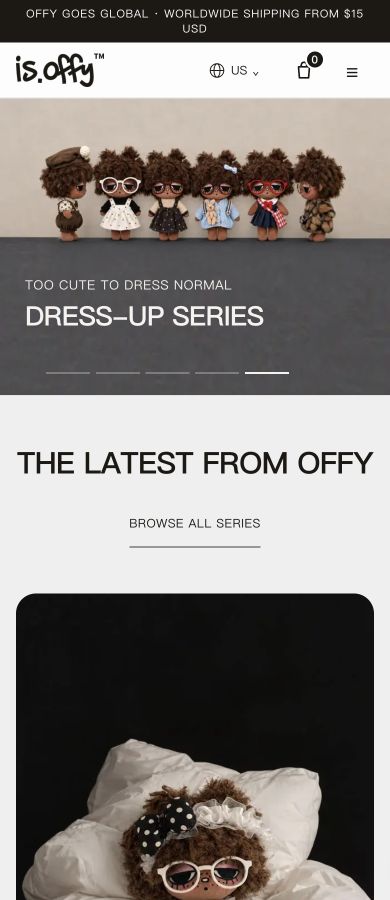 OFFY GOES GLOBAL · WORLDWIDE SHIPPING FROM $15
USD
is.offy™
US
0
TOO CUTE TO DRESS NORMAL
DRESS–UP SERIES
THE LATEST FROM OFFY
BROWSE ALL SERIES